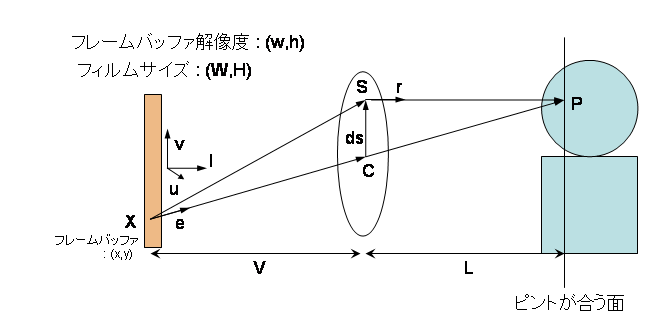 フレームバッファ解像度 : (w,h)
フィルムサイズ : (W,H)
S
r
P
v
l
ds
u
C
X
e
フレームバッファ
: (x,y)
V
L
ピントが合う面